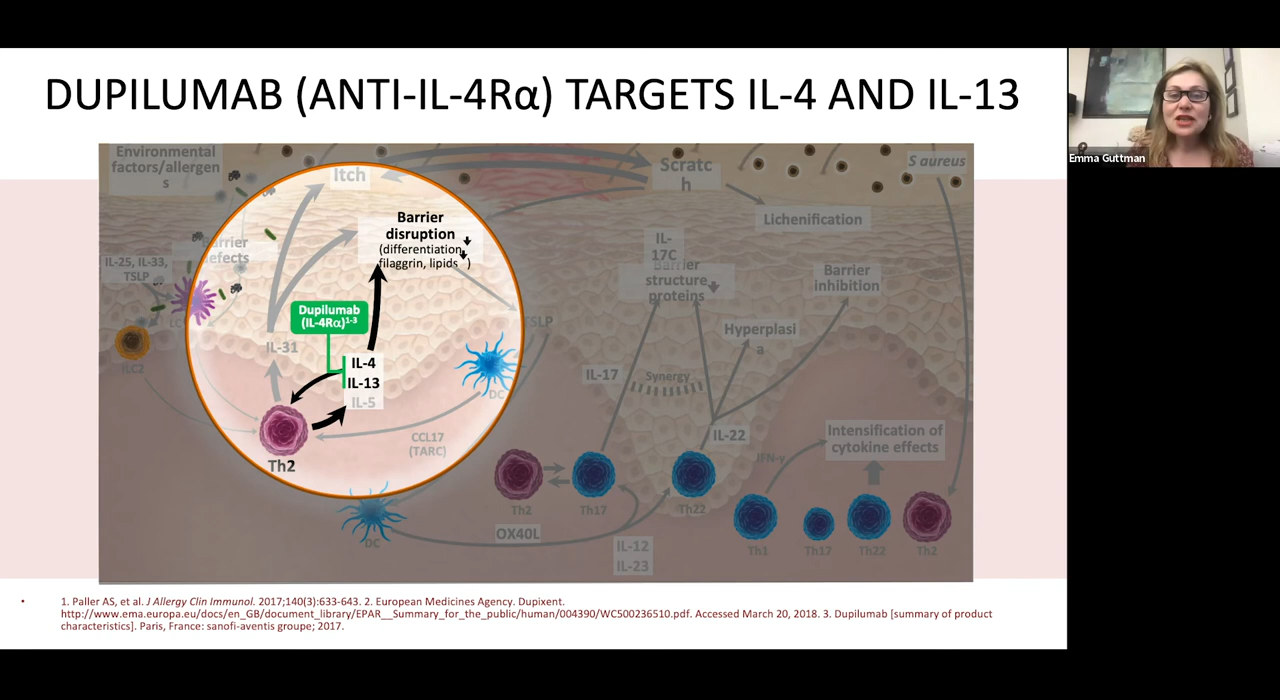 DUPILUMAB (ANTI-IL-4Rα) TARGETS IL-4 AND IL-13
Emma Guttman
Environmental
factors/allergen
s
Itch
Scratc
h
S aureus
Lichenification
Barrier
disruption
(differentiation,
filaggrin, lipids )
Barrier
defects
IL-25, IL-33,
TSLP
IL-
17C
Barrier
structure
proteins
Barrier
inhibition
Dupilumab
(IL-4Rα)1-3
TSLP
LC
Hyperplasi
a
IL-31
IL-4
IL-13
IL-5
ILC2
DC
IL-17
Synergy
Th2
CCL17
(TARC)
IL-22
IFN-γ
Intensification of
cytokine effects
Th2
Th17
Th22
DC
OX40L
IL-12
IL-23
Th1
Th17
Th22
Th2
• 1. Paller AS, et al. J Allergy Clin Immunol. 2017;140(3):633-643. 2. European Medicines Agency. Dupixent.
http://www.ema.europa.eu/docs/en_GB/document_library/EPAR__Summary_for_the_public/human/004390/WC500236510.pdf. Accessed March 20, 2018. 3. Dupilumab [summary of product
characteristics]. Paris, France: sanofi-aventis groupe; 2017.